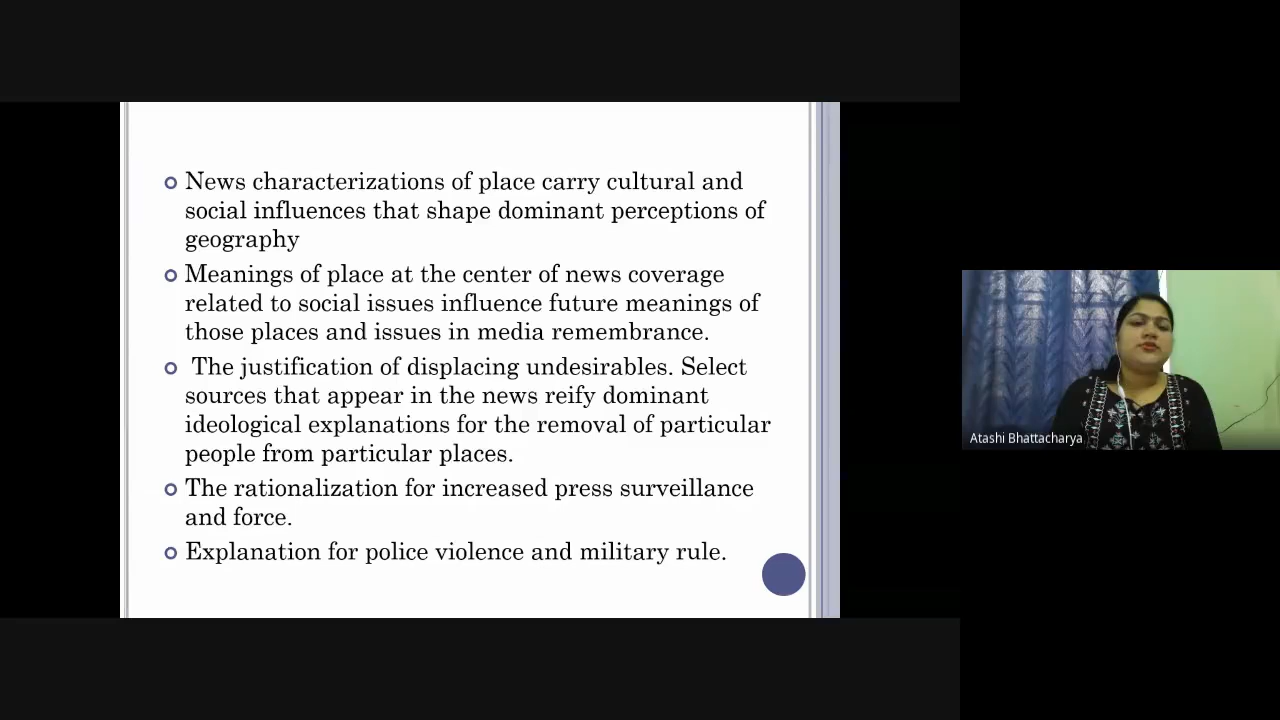 News characterizations of place carry cultural and
social influences that shape dominant perceptions of
geography
Meanings of place at the center of news coverage
related to social issues influence future meanings of
those places and issues in media remembrance.
The justification of displacing undesirables. Select
sources that appear in the news reify dominant
ideological explanations for the removal of particular
people from particular places.
The rationalization for increased press surveillance
and force.
Explanation for police violence and military rule.
Atashi Bhattacharya